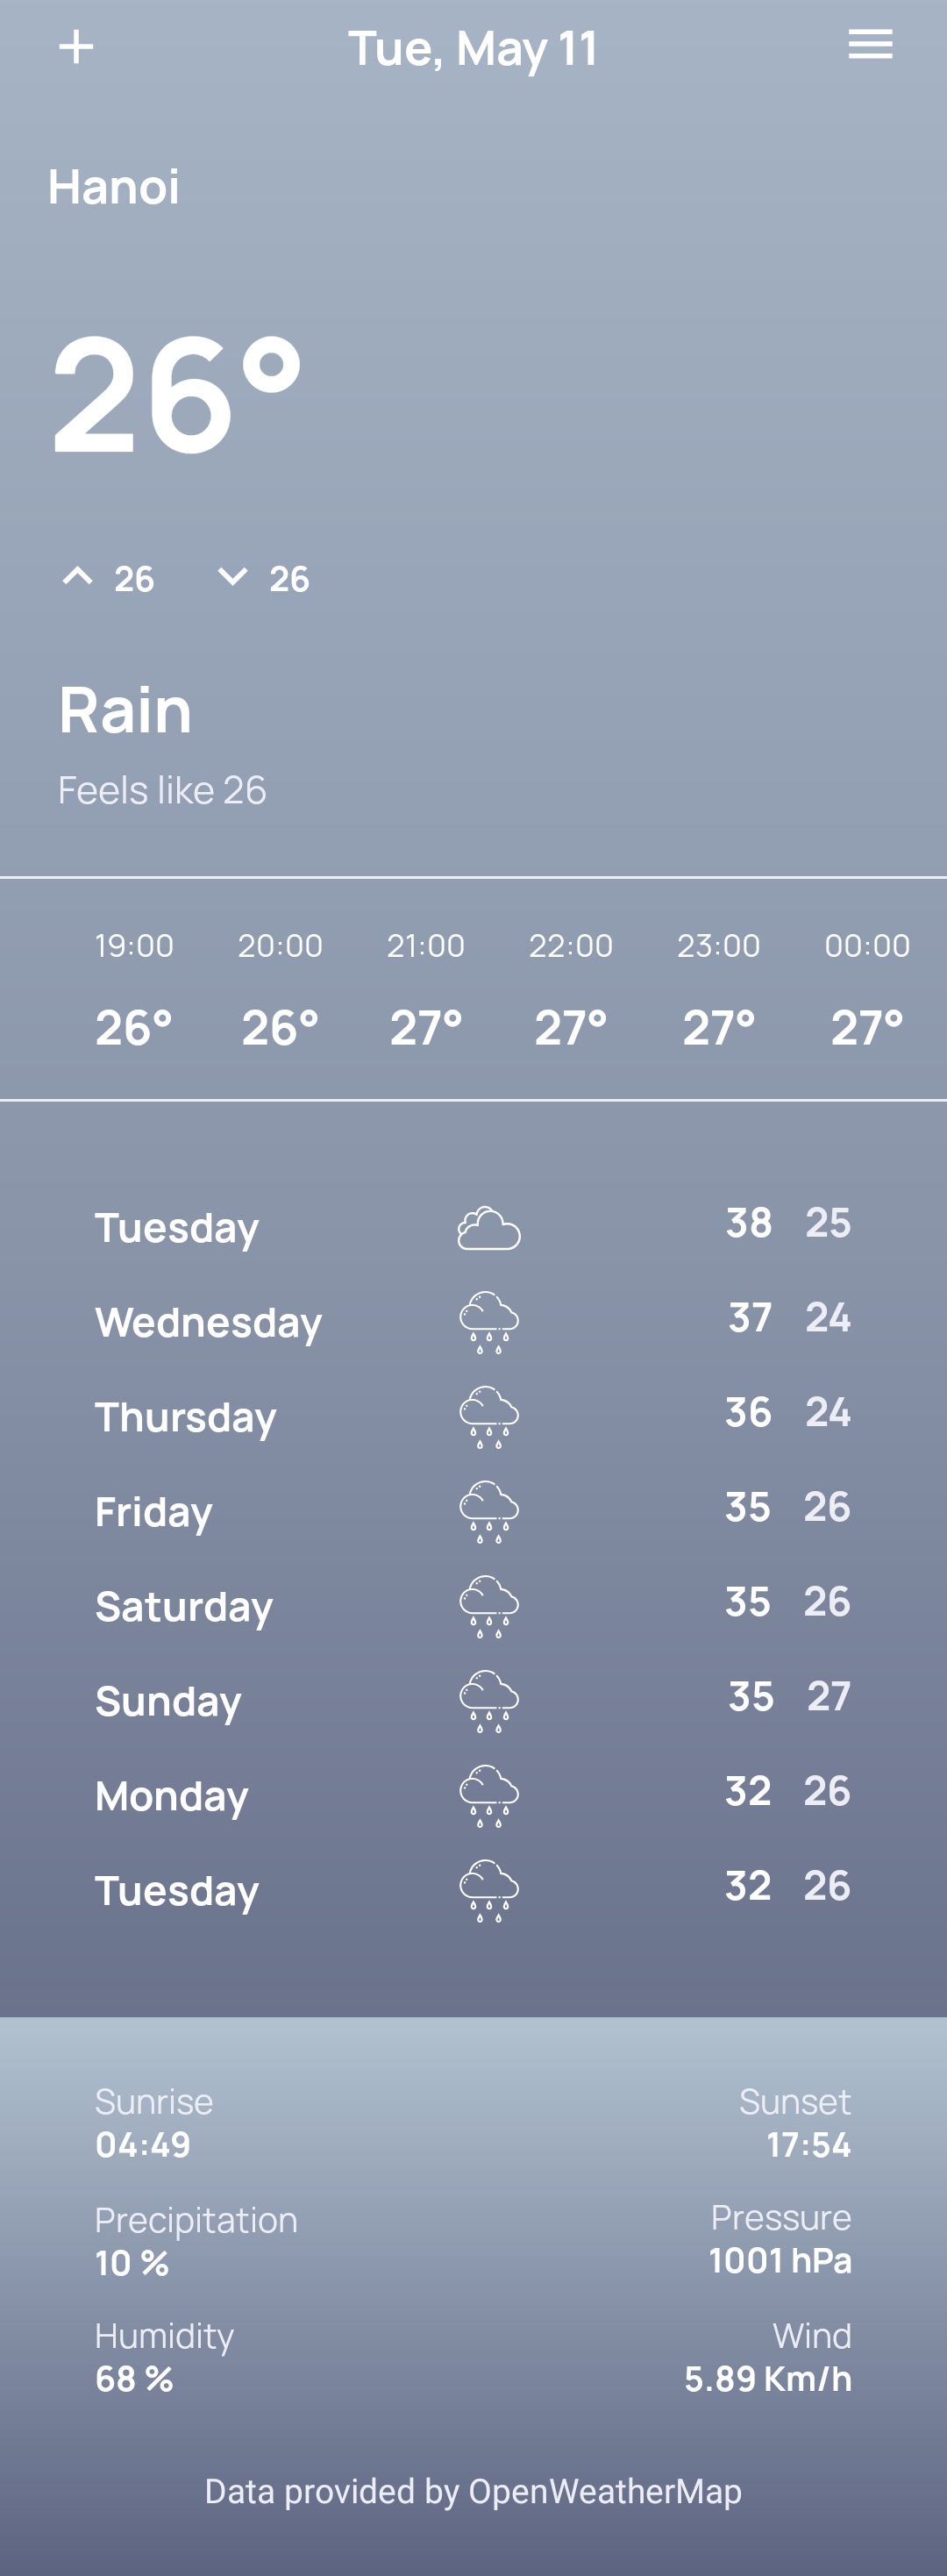 Tue, May 11
Hanoi
26°
26 26
Rain
Feels like 26
19:00 20:00 21:00 22:00 23:00 00:00
26° 26° 27° 27° 27° 27°
Tuesday 38 25
Wednesday 37 24
Thursday 36 24
Friday 35 26
Saturday 35 26
Sunday 35 27
Monday 32 26
Tuesday 32 26
Sunrise Sunset
04:49 17:54
Precipitation Pressure
10 % 1001 hPa
Humidity Wind
68 % 5.89 Km/h
Data provided by OpenWeatherMap